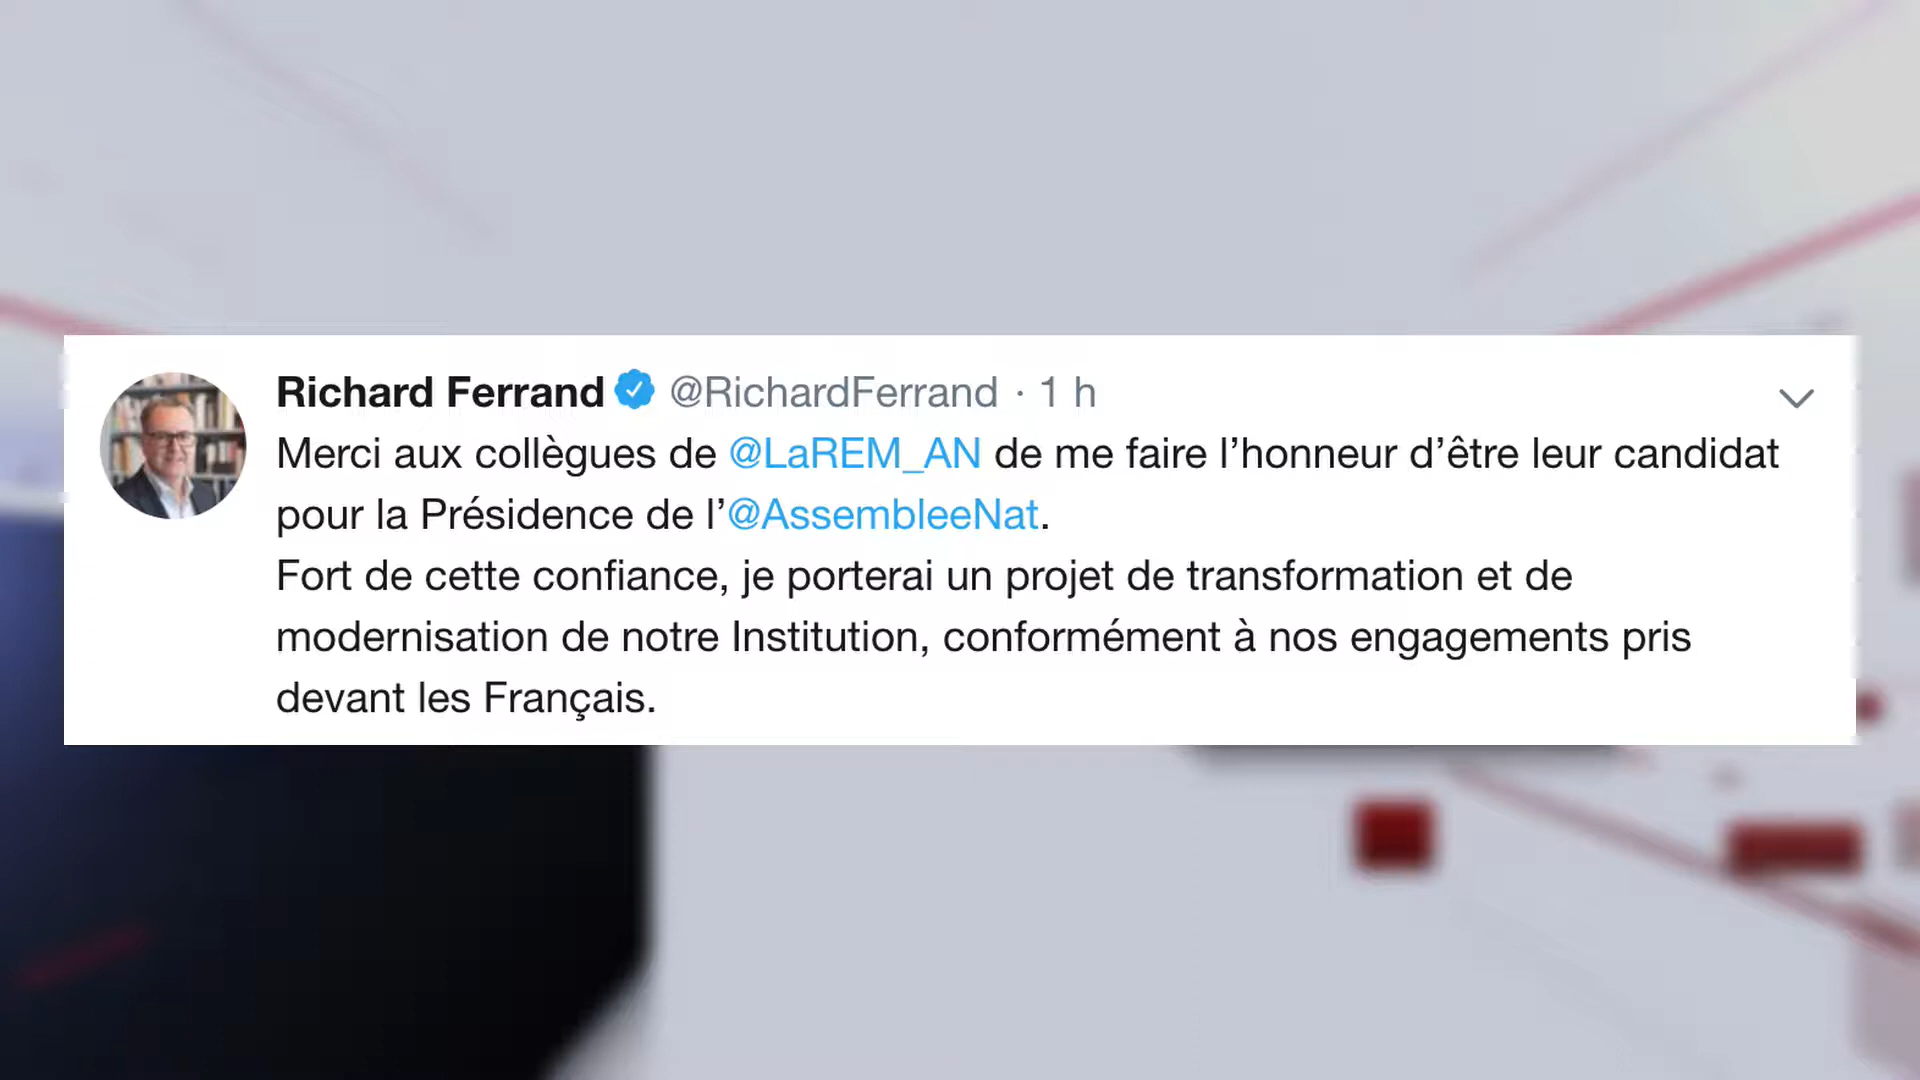 Richard Ferrand @RichardFerrand · 1 h
Merci aux collègues de @LaREM_AN de me faire l’honneur d’être leur candidat
pour la Présidence de l’@AssembleeNat.
Fort de cette confiance, je porterai un projet de transformation et de
modernisation de notre Institution, conformément à nos engagements pris
devant les Français.